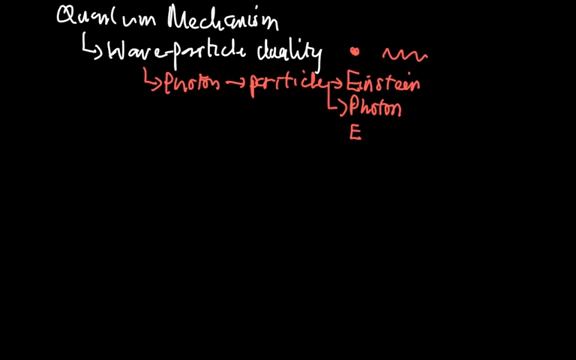 Quantum Mechanism
↳ Wave-particle duality
↳ Photon → particle → Einstein
↳ Photon
E